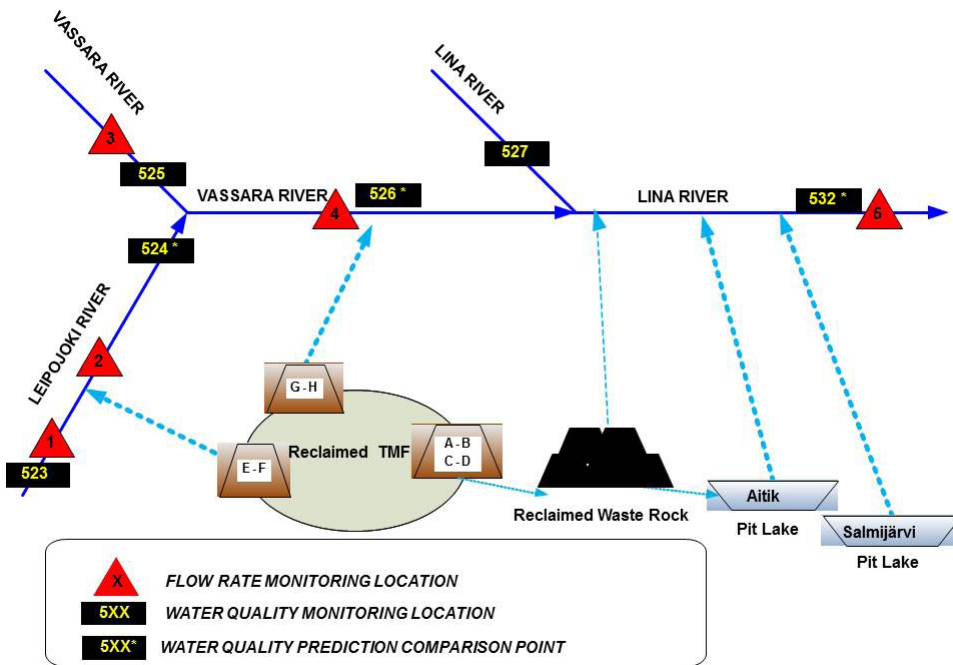 VASSARA RIVER
LINA RIVER
3
525
527
VASSARA RIVER
4
526 *
LINA RIVER
532 *
5
524 *
LEIPOJOKI RIVER
2
1
523
G - H
E - F
Reclaimed TMF
A - B
C - D
Reclaimed Waste Rock
Aitik
Pit Lake
Salmijärvi
Pit Lake
X FLOW RATE MONITORING LOCATION
5XX WATER QUALITY MONITORING LOCATION
5XX* WATER QUALITY PREDICTION COMPARISON POINT